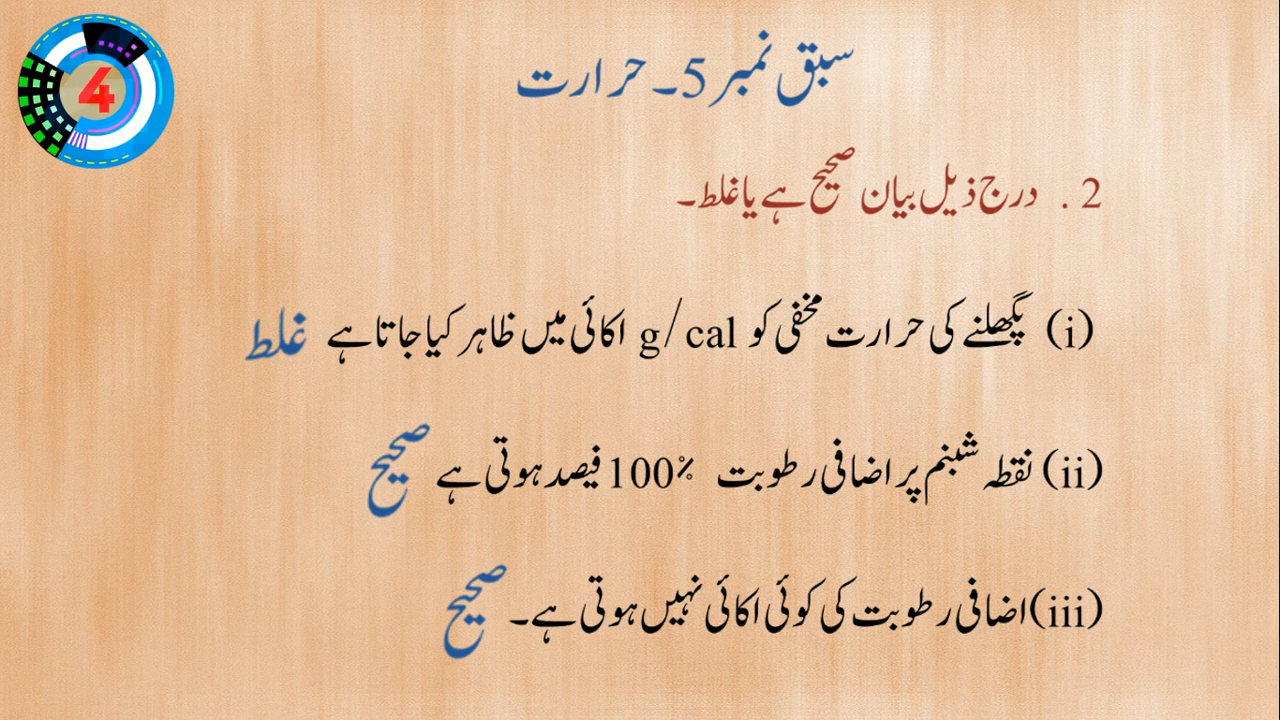 4
سبق نمبر 5۔ حرارت
2 . درج ذیل بیان صحیح ہے یا غلط۔
(i) پگھلنے کی حرارت مخفی کو g/cal اکائی میں ظاہر کیا جاتا ہے غلط
(ii) نقطہ شبنم پر اضافی رطوبت 100% فیصد ہوتی ہے صحیح
(iii) اضافی رطوبت کی کوئی اکائی نہیں ہوتی ہے۔ صحیح